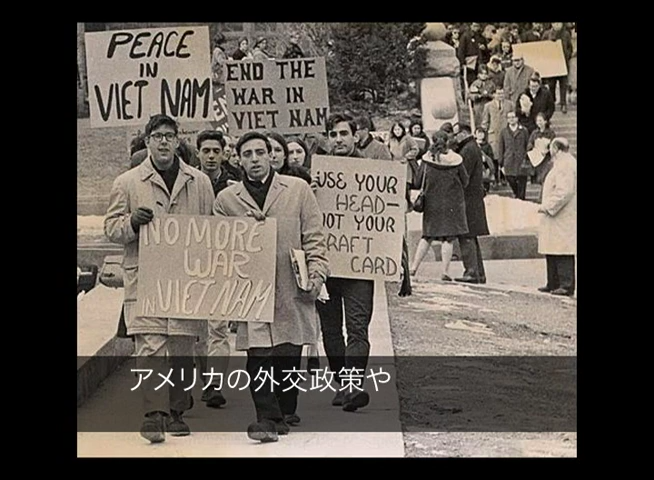 PEACE
IN
VIET NAM
END THE
WAR IN
VIET NAM
USE YOUR
HEAD—
NOT YOUR
RAFT
CARD
NO MORE
WAR
IN VIET NAM
アメリカの外交政策や